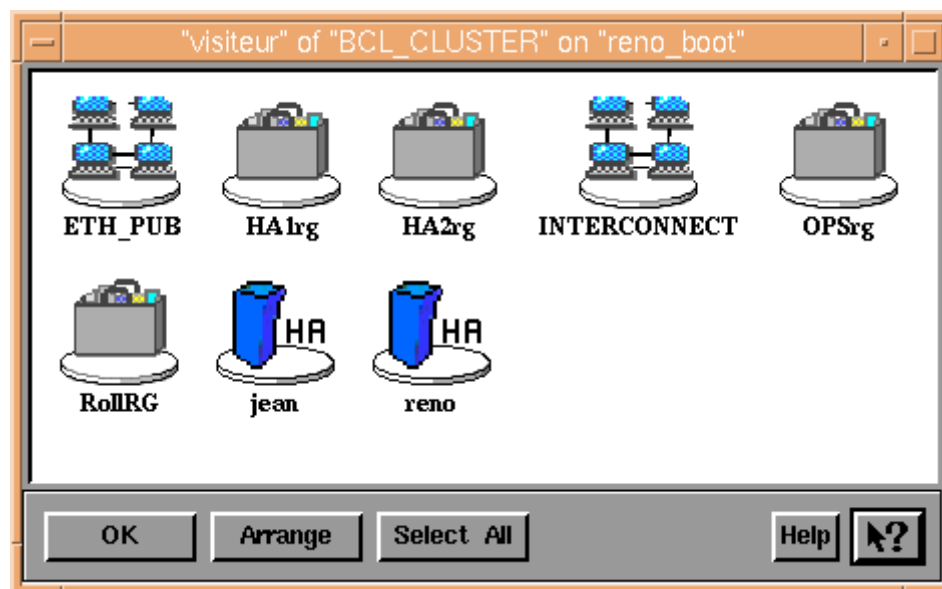 "visiteur" of "BCL_CLUSTER" on "reno_boot"
ETH_PUB HA1rg HA2rg INTERCONNECT OPSrg
HA HA
RollRG jean reno
OK Arrange Select All Help ?